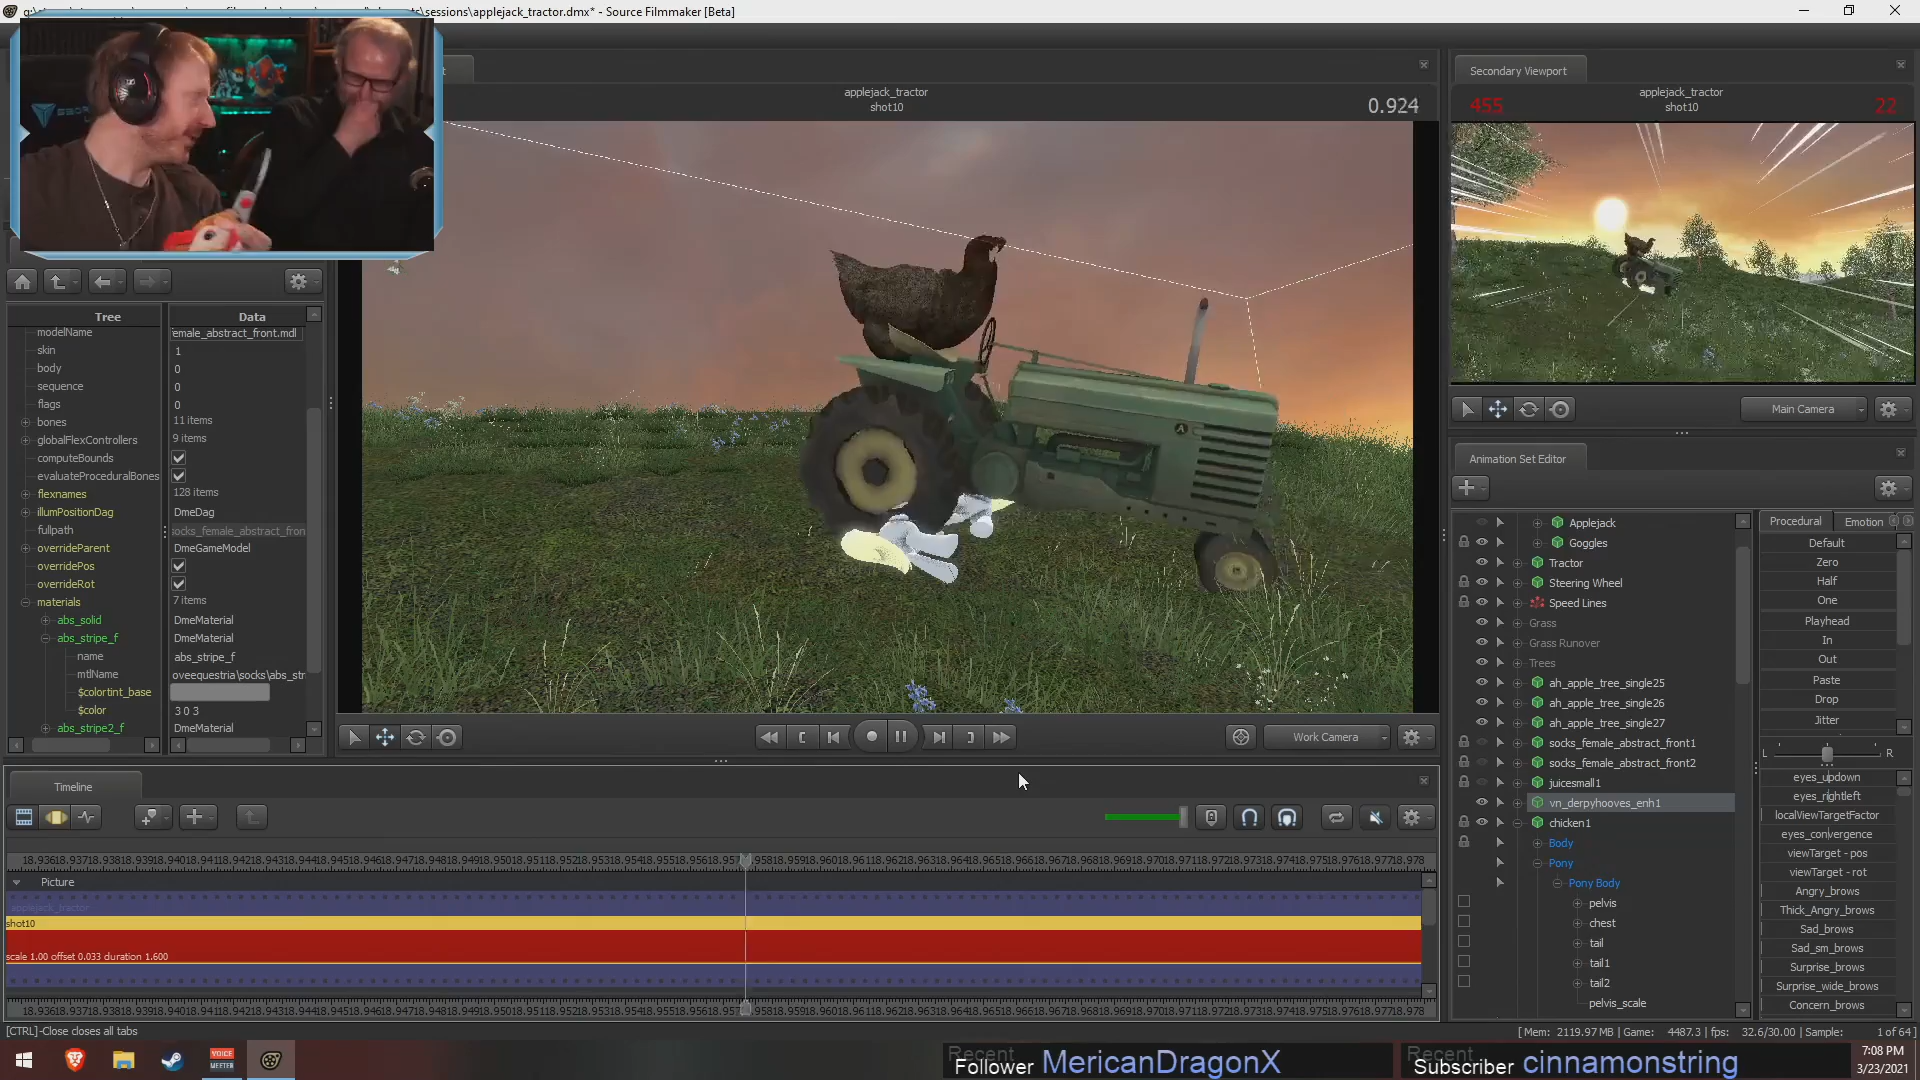 sessions\applejack_tractor.dmx* - Source Filmmaker [Beta]
applejack_tractor
shot10
0.924
Secondary Viewport
455
applejack_tractor
shot10
22
Tree
Data
modelName
emale_abstract_front.mdl
skin
1
body
0
sequence
0
flags
0
bones
11 items
globalFlexControllers
9 items
computeBounds
evaluateProceduralBones
flexnames
128 items
illumPositionDag
DmeDag
fullpath
socks_female_abstract_fron
overrideParent
DmeGameModel
overridePos
overrideRot
materials
7 items
abs_solid
DmeMaterial
abs_stripe_f
DmeMaterial
name
abs_stripe_f
mtlName
oveequestria\socks\abs_str
$colortint_base
$color
3 0 3
abs_stripe2_f
DmeMaterial
Work Camera
Main Camera
Animation Set Editor
Applejack
Goggles
Tractor
Steering Wheel
Speed Lines
Grass
Grass Runover
Trees
ah_apple_tree_single25
ah_apple_tree_single26
ah_apple_tree_single27
socks_female_abstract_front1
socks_female_abstract_front2
juicesmall1
vn_derpyhooves_enh1
chicken1
Body
Pony
Pony Body
pelvis
chest
tail
tail1
tail2
pelvis_scale
Procedural
Emotion
Default
Zero
Half
One
Playhead
In
Out
Paste
Drop
Jitter
L
R
eyes_updown
eyes_rightleft
localViewTargetFactor
eyes_convergence
viewTarget - pos
viewTarget - rot
Angry_brows
Thick_Angry_brows
Sad_brows
Sad_sm_brows
Surprise_brows
Surprise_wide_brows
Concern_brows
Timeline
Picture
applejack_tractor
shot10
scale 1.00 offset 0.033 duration 1.600
[CTRL]-Close closes all tabs
[ Mem: 2119.97 MB | Game: 4487.3 | fps: 32.6/30.00 | Sample: 1 of 64 ]
VOICE
MEETER
Recent
Follower MericanDragonX
Recent
Subscriber cinnamonstring
7:08 PM
3/23/2021